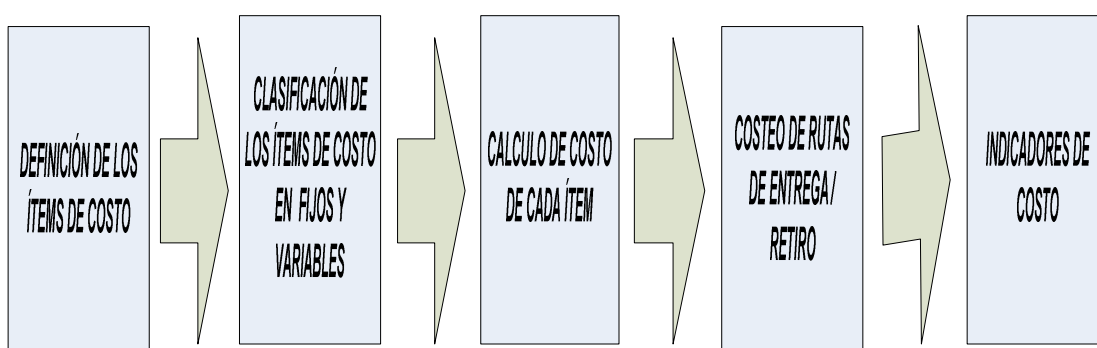 DEFINICIÓN DE LOS
ÍTEMS DE COSTO
CLASIFICACIÓN DE
LOS ÍTEMS DE COSTO
EN FIJOS Y
VARIABLES
CALCULO DE COSTO
DE CADA ÍTEM
COSTEO DE RUTAS
DE ENTREGA /
RETIRO
INDICADORES DE
COSTO